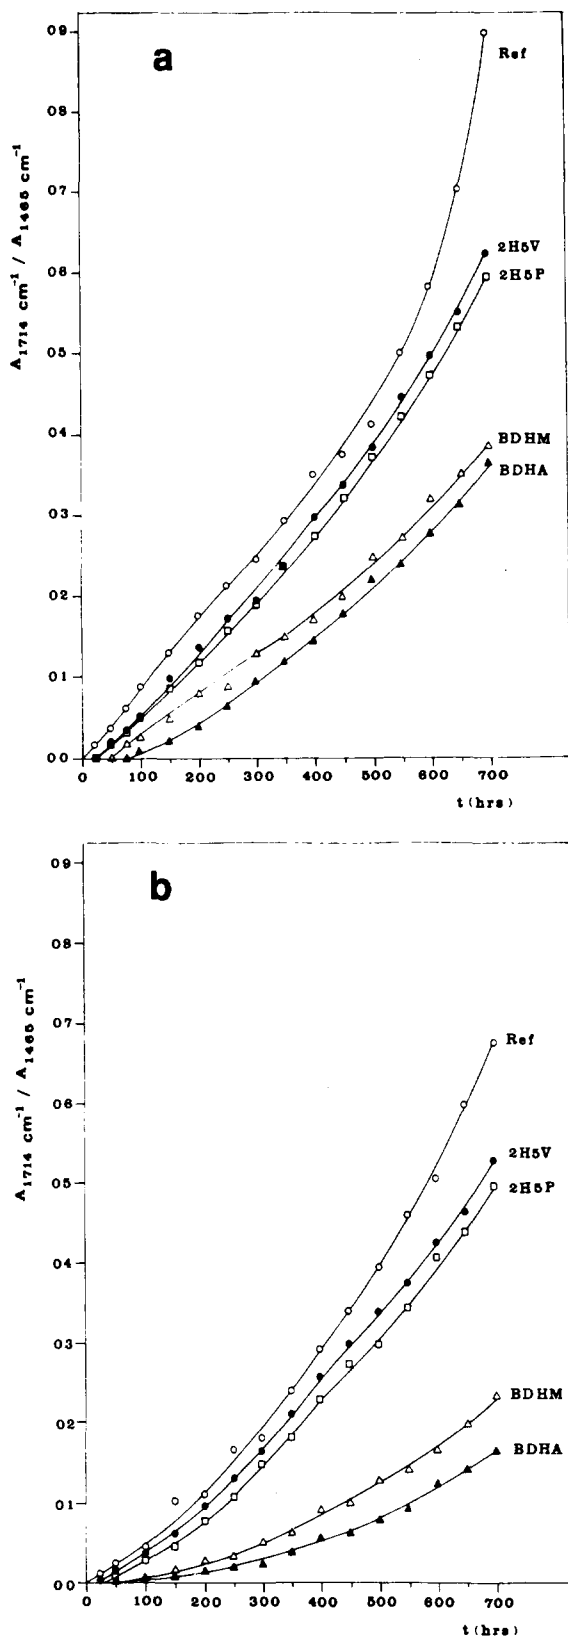 a
A1714 cm-1 / A1465 cm-1
09
08
07
06
05
04
03
02
01
00
Ref
2H5V
2H5P
BDHM
BDHA
0 100 200 300 400 500 600 700
t(hrs)
b
A1714 cm-1 / A1465 cm-1
09
08
07
06
05
04
03
02
01
00
Ref
2H5V
2H5P
BDHM
BDHA
0 100 200 300 400 500 600 700
t(hrs)